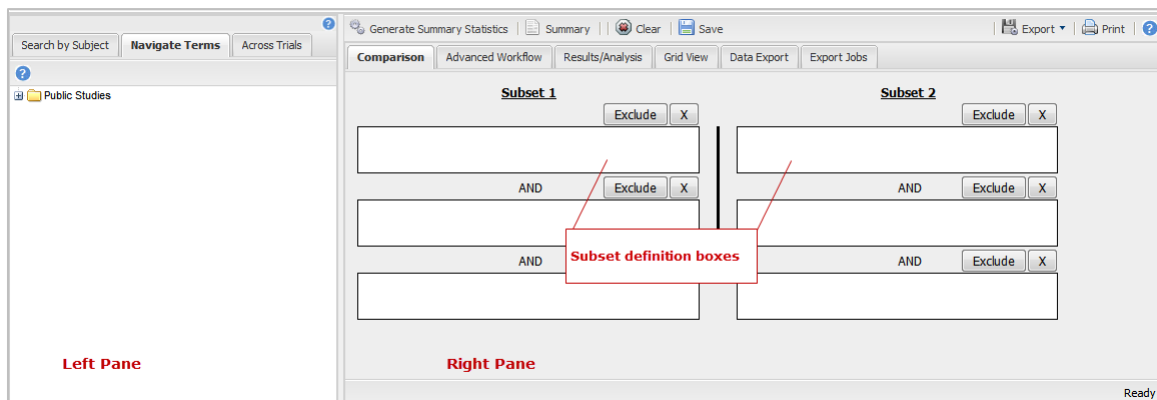 Generate Summary Statistics Summary Clear Save Export Print
Search by Subject Navigate Terms Across Trials
Comparison Advanced Workflow Results/Analysis Grid View Data Export Export Jobs
Public Studies
Subset 1 Subset 2
Exclude X Exclude X
AND Exclude X AND Exclude X
AND AND Exclude X
Subset definition boxes
Left Pane Right Pane
Ready